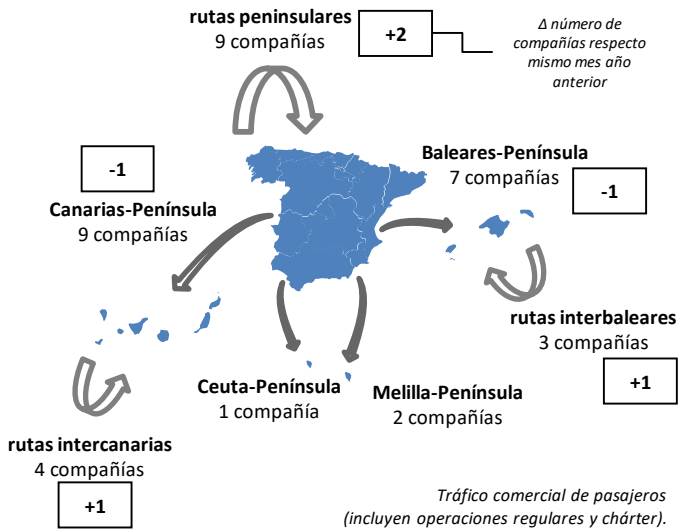 rutas peninsulares
9 compañías
+2
Δ número de
compañías respecto
mismo mes año
anterior
-1
Canarias-Península
9 compañías
Baleares-Península
7 compañías
-1
rutas interbaleares
3 compañías
+1
Ceuta-Península
1 compañía
Melilla-Península
2 compañías
rutas intercanarias
4 compañías
+1
Tráfico comercial de pasajeros
(incluyen operaciones regulares y chárter).